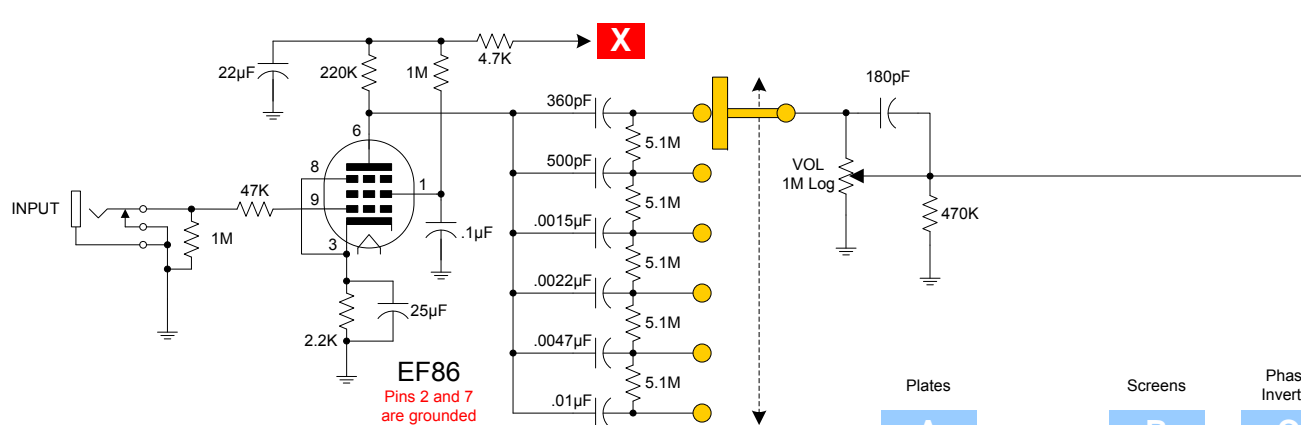 X
22µF
220K
1M
4.7K
180pF
360pF
5.1M
6
VOL
1M Log
500pF
8
1
47K
9
INPUT
5.1M
470K
.0015µF
1M
.1µF
3
5.1M
.0022µF
25µF
5.1M
2.2K
.0047µF
EF86
Pins 2 and 7
are grounded
5.1M
.01µF
Plates
Screens
Phas
Invert